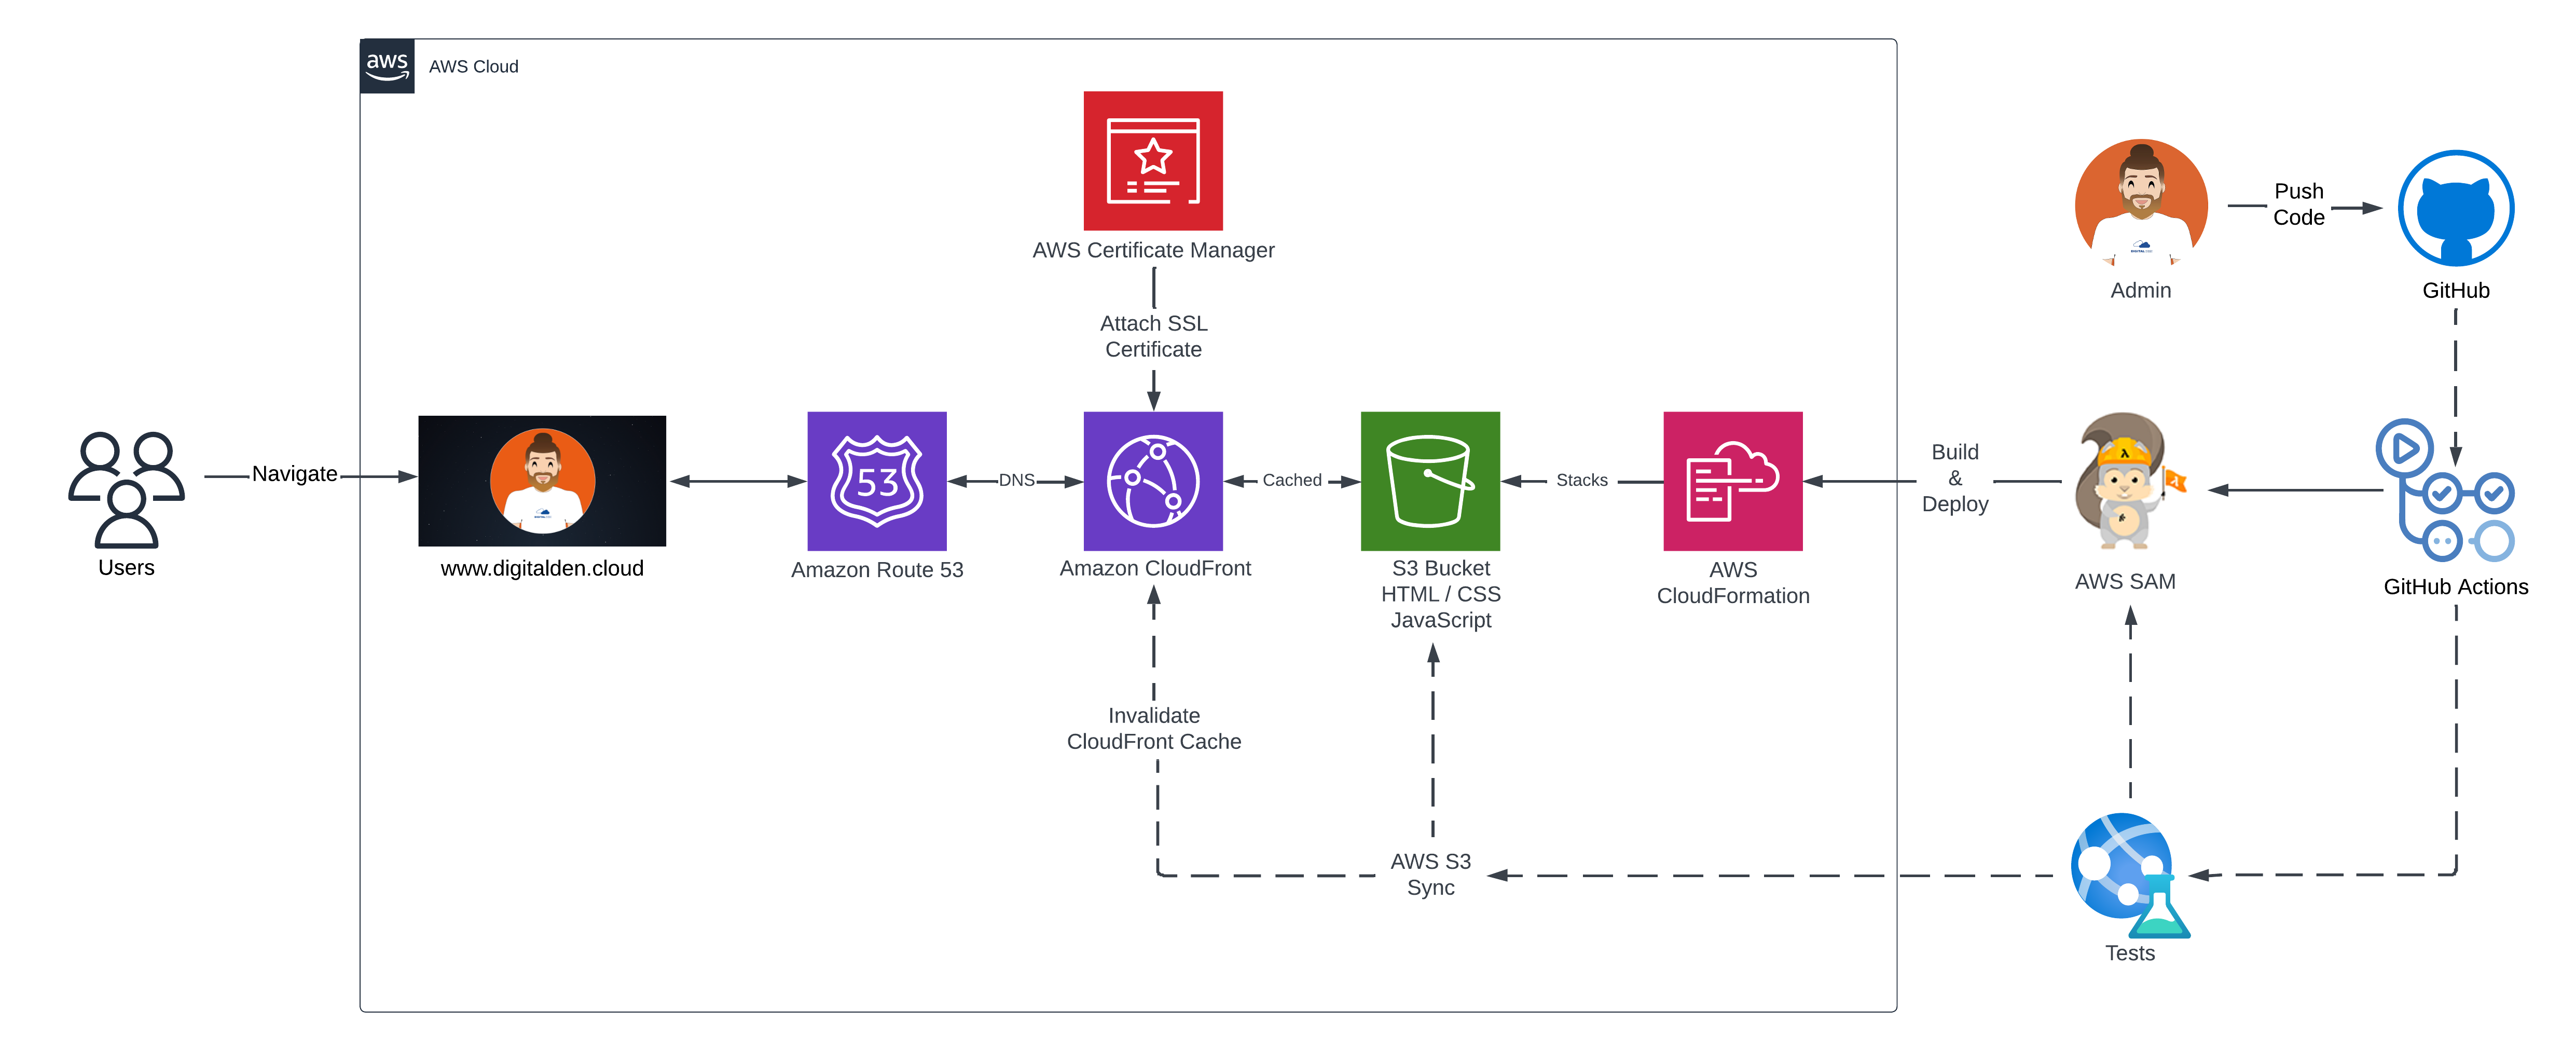 aws
AWS Cloud
AWS Certificate Manager
Attach SSL
Certificate
Push
Code
Admin
GitHub
Navigate
Users
www.digitalden.cloud
53
Amazon Route 53
DNS
Amazon CloudFront
Cached
S3 Bucket
HTML / CSS
JavaScript
Stacks
AWS
CloudFormation
Build
&
Deploy
λ
λ
AWS SAM
GitHub Actions
Invalidate
CloudFront Cache
AWS S3
Sync
Tests